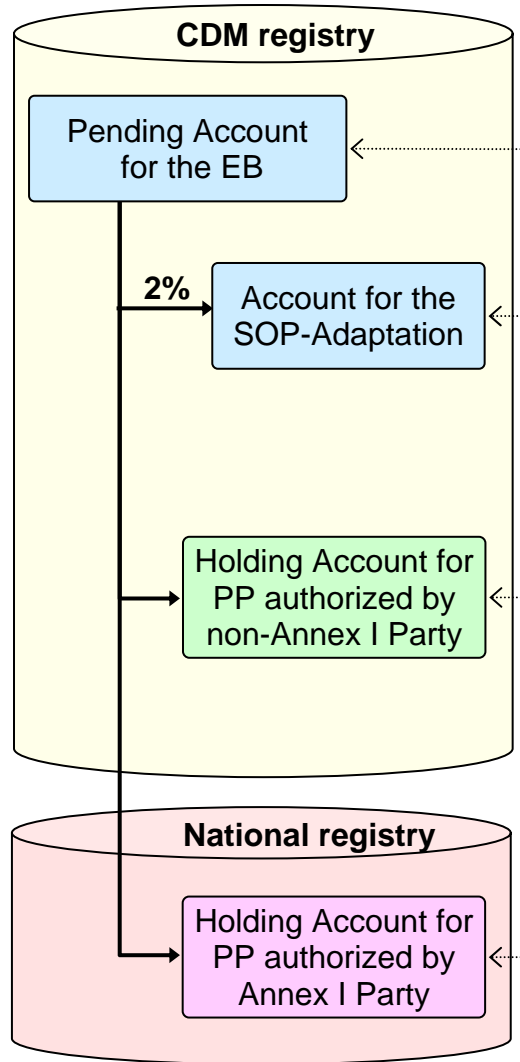 CDM registry
Pending Account
for the EB
2%
Account for the
SOP-Adaptation
Holding Account for
PP authorized by
non-Annex I Party
National registry
Holding Account for
PP authorized by
Annex I Party